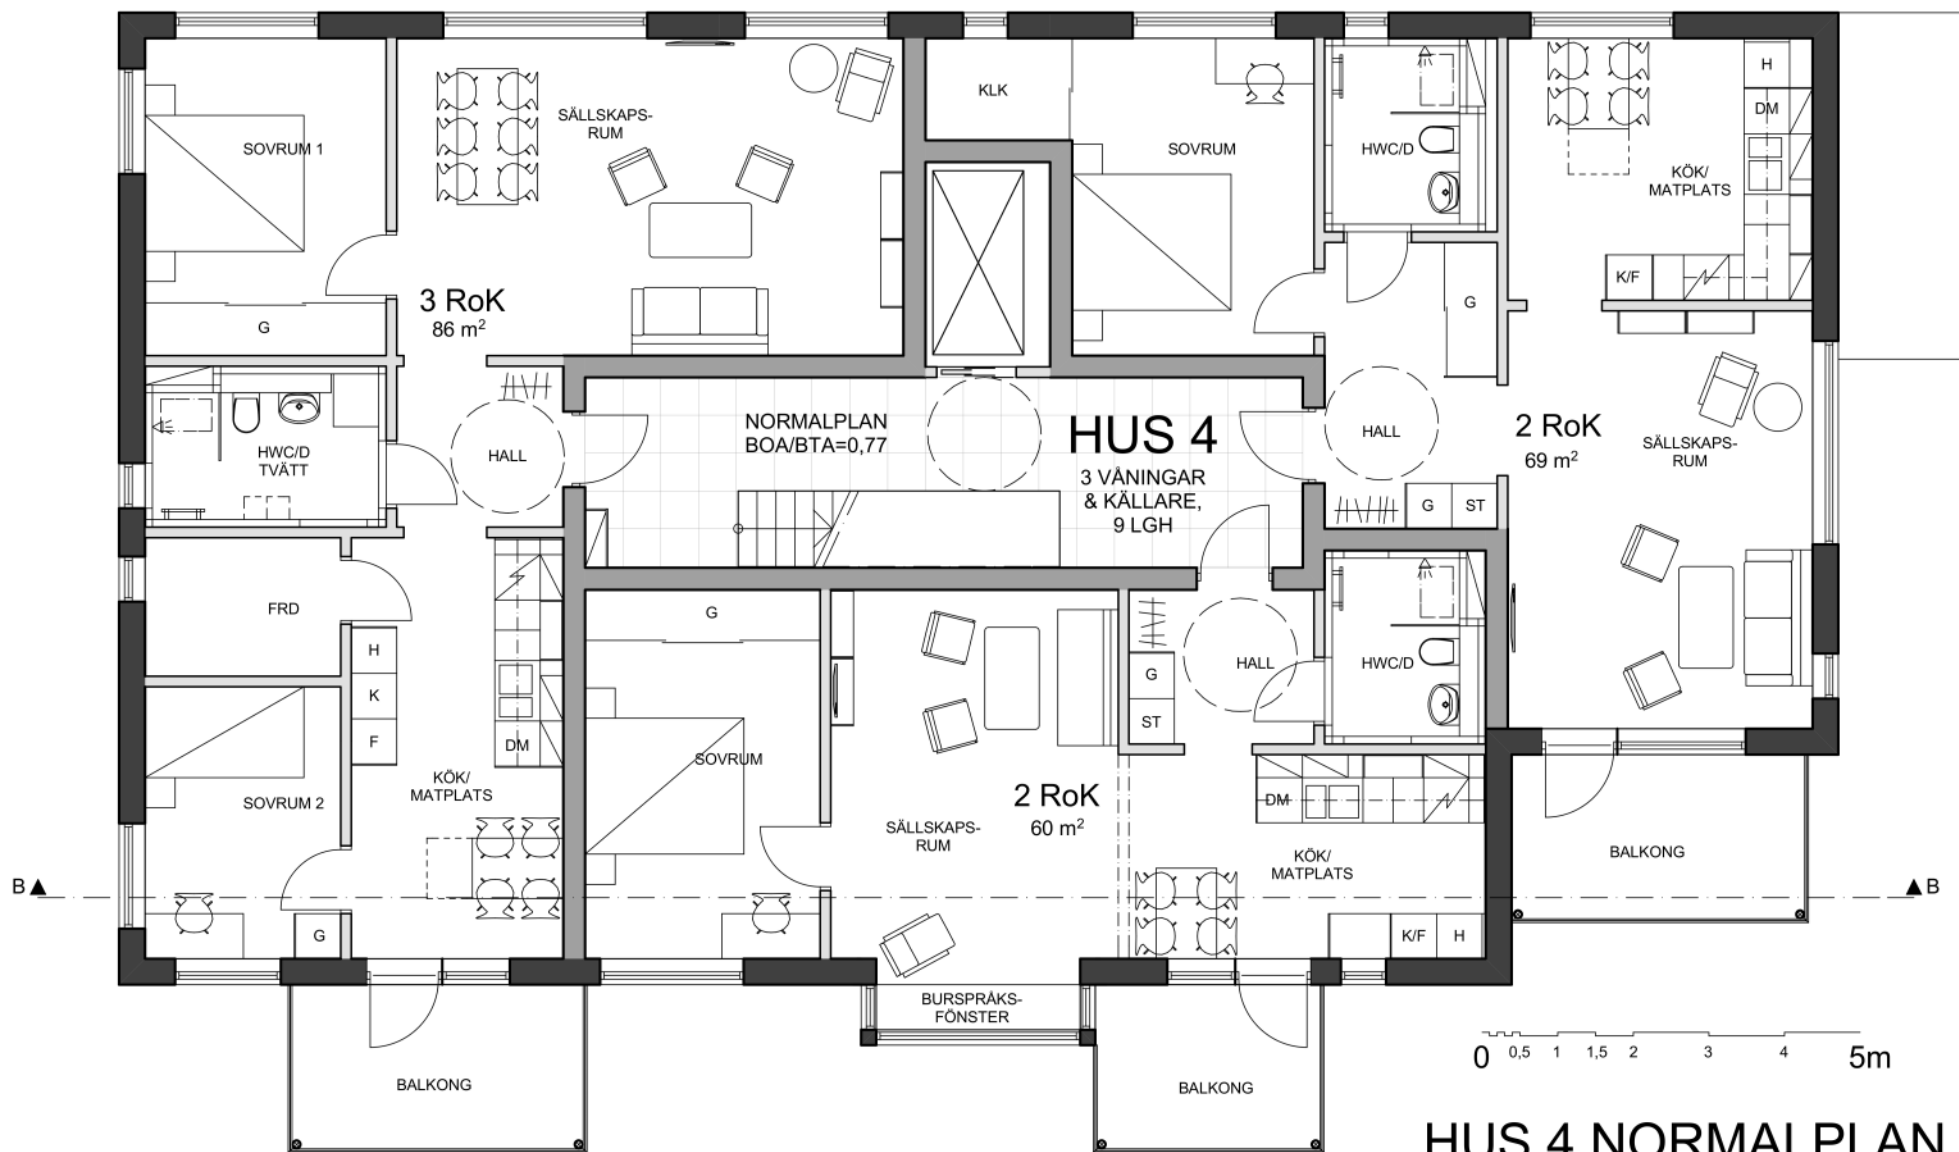 KLK
SOVRUM 1
SÄLLSKAPS-
RUM
SOVRUM
HWC/D
H
DM
KÖK/
MATPLATS
K/F
3 RoK
86 m²
G
G
HWC/D
TVÄTT
HALL
NORMALPLAN
BOA/BTA=0,77
HUS 4
3 VÅNINGAR
& KÄLLARE,
9 LGH
HALL
2 RoK
69 m²
SÄLLSKAPS-
RUM
G
ST
FRD
H
K
F
DM
G
SOVRUM
G
ST
HALL
HWC/D
SOVRUM 2
KÖK/
MATPLATS
G
SÄLLSKAPS-
RUM
2 RoK
60 m²
DM
KÖK/
MATPLATS
K/F
H
BALKONG
B
B
BURSPRÅKS-
FÖNSTER
BALKONG
BALKONG
0 0,5 1 1,5 2 3 4 5m
HUS 4 NORMALPLAN